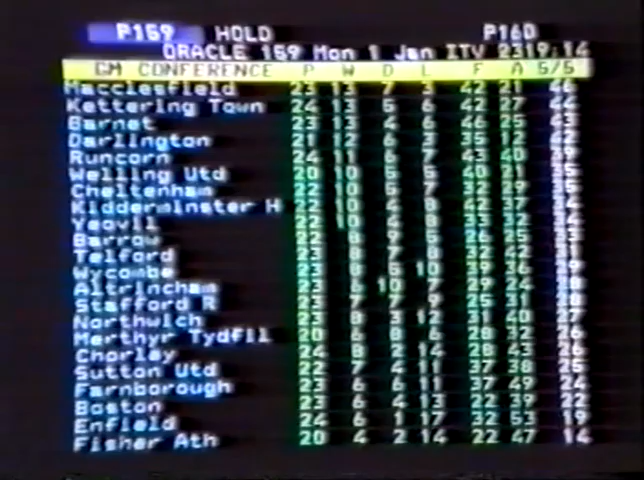 P159 HOLD P160
ORACLE 159 Mon 1 Jan ITV 2319:14
GM CONFERENCE P W D L F A 5/5
Macclesfield 23 13 7 3 42 21 46
Kettering Town 24 13 5 6 42 27 44
Barnet 23 13 4 6 46 25 43
Darlington 21 12 6 3 35 12 42
Runcorn 24 11 6 7 43 40 39
Welling Utd 20 10 5 5 40 21 35
Cheltenham 22 10 5 7 32 29 35
Kidderminster H 22 10 4 8 42 37 34
Yeovil 22 10 4 8 33 32 34
Barrow 22 8 9 5 26 25 33
Telford 23 8 7 8 32 42 31
Wycombe 23 8 5 10 39 36 29
Altrincham 23 6 10 7 29 24 28
Stafford R 23 7 7 9 25 31 28
Northwich 23 8 3 12 31 40 27
Merthyr Tydfil 20 6 8 6 28 32 26
Chorley 24 8 2 14 28 43 26
Sutton Utd 22 7 4 11 37 38 25
Farnborough 23 6 6 11 37 49 24
Boston 23 6 4 13 22 39 22
Enfield 24 6 1 17 32 53 19
Fisher Ath 20 4 2 14 22 47 14